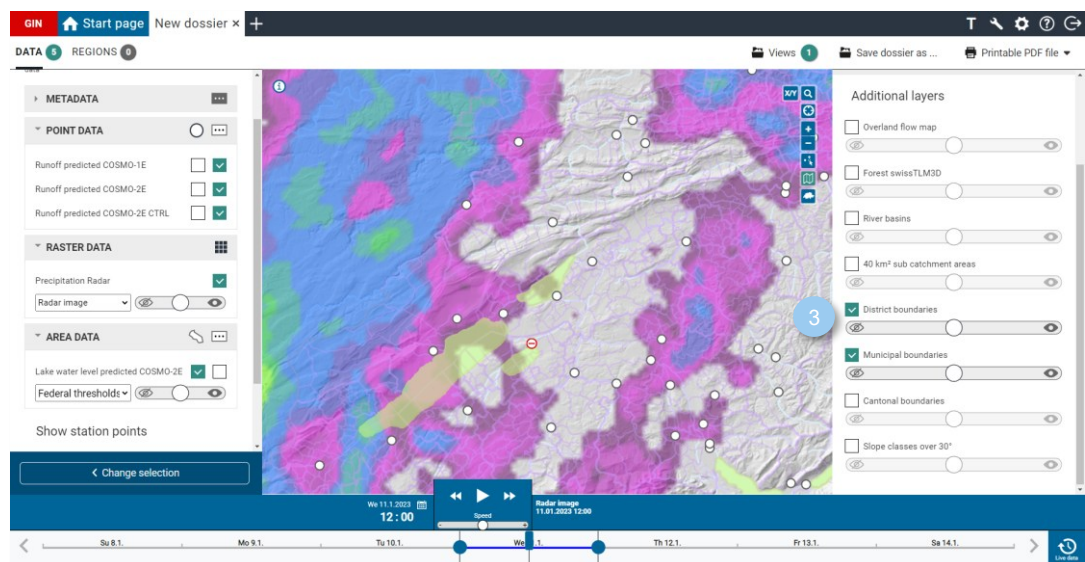 GIN Start page New dossier × +
T
DATA 5 REGIONS 0
Views 1 Save dossier as ... Printable PDF file
METADATA
POINT DATA
Runoff predicted COSMO-1E
Runoff predicted COSMO-2E
Runoff predicted COSMO-2E CTRL
RASTER DATA
Precipitation Radar
Radar image
AREA DATA
Lake water level predicted COSMO-2E
Federal thresholds
Show station points
< Change selection
X/Y
+
−
Additional layers
Overland flow map
Forest swissTLM3D
River basins
40 km² sub catchment areas
3
District boundaries
Municipal boundaries
Cantonal boundaries
Slope classes over 30°
We 11.1.2023
12:00
Speed
Radar image
11.01.2023 12:00
Su 8.1. Mo 9.1. Tu 10.1. We 1. Th 12.1. Fr 13.1. Sa 14.1.
Live data